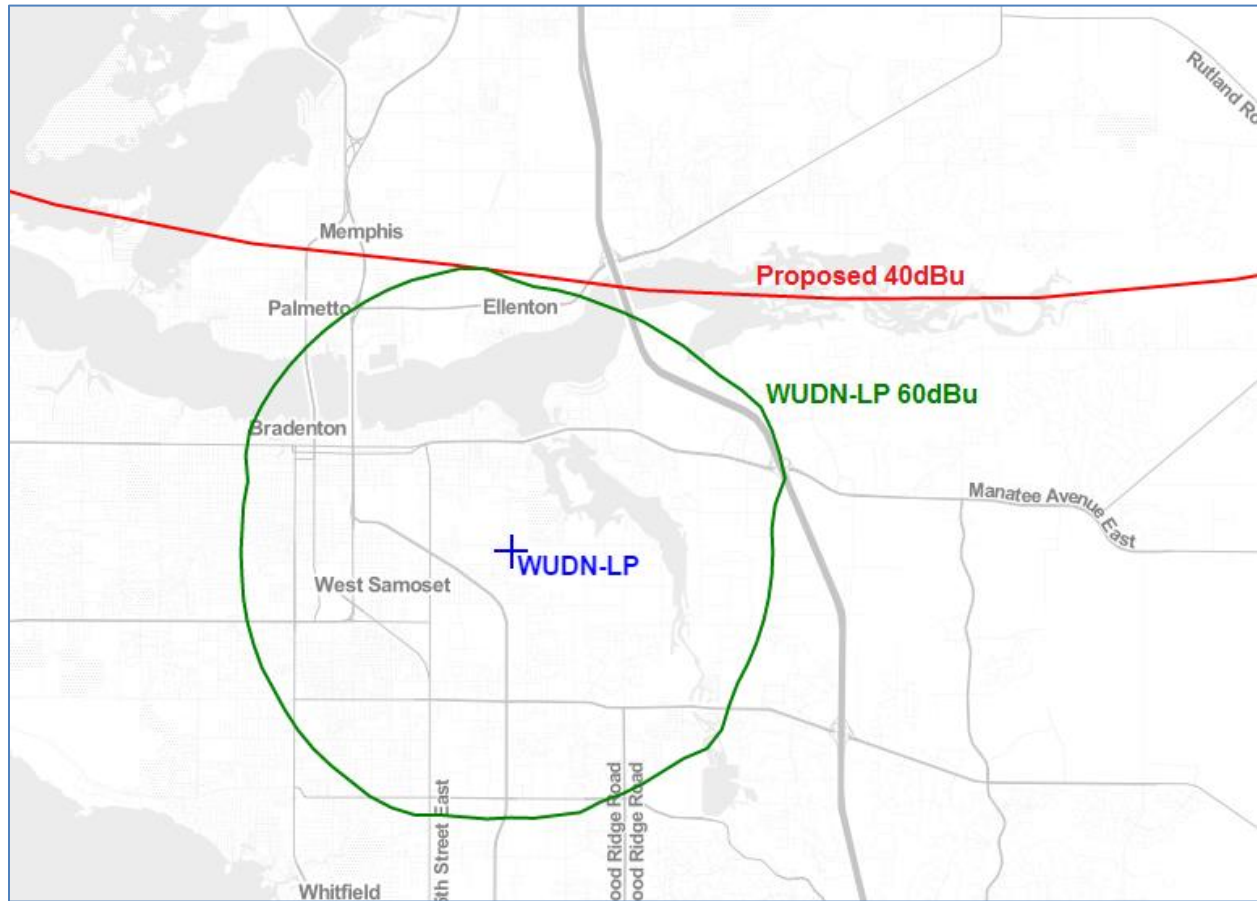 Rutland Ro
Memphis
Proposed 40dBu
Palmetto
Ellenton
WUDN-LP 60dBu
Bradenton
Manatee Avenue
East
WUDN-LP
West Samoset
ood Ridge Road
ood Ridge Road
5th Street East
Whitfield